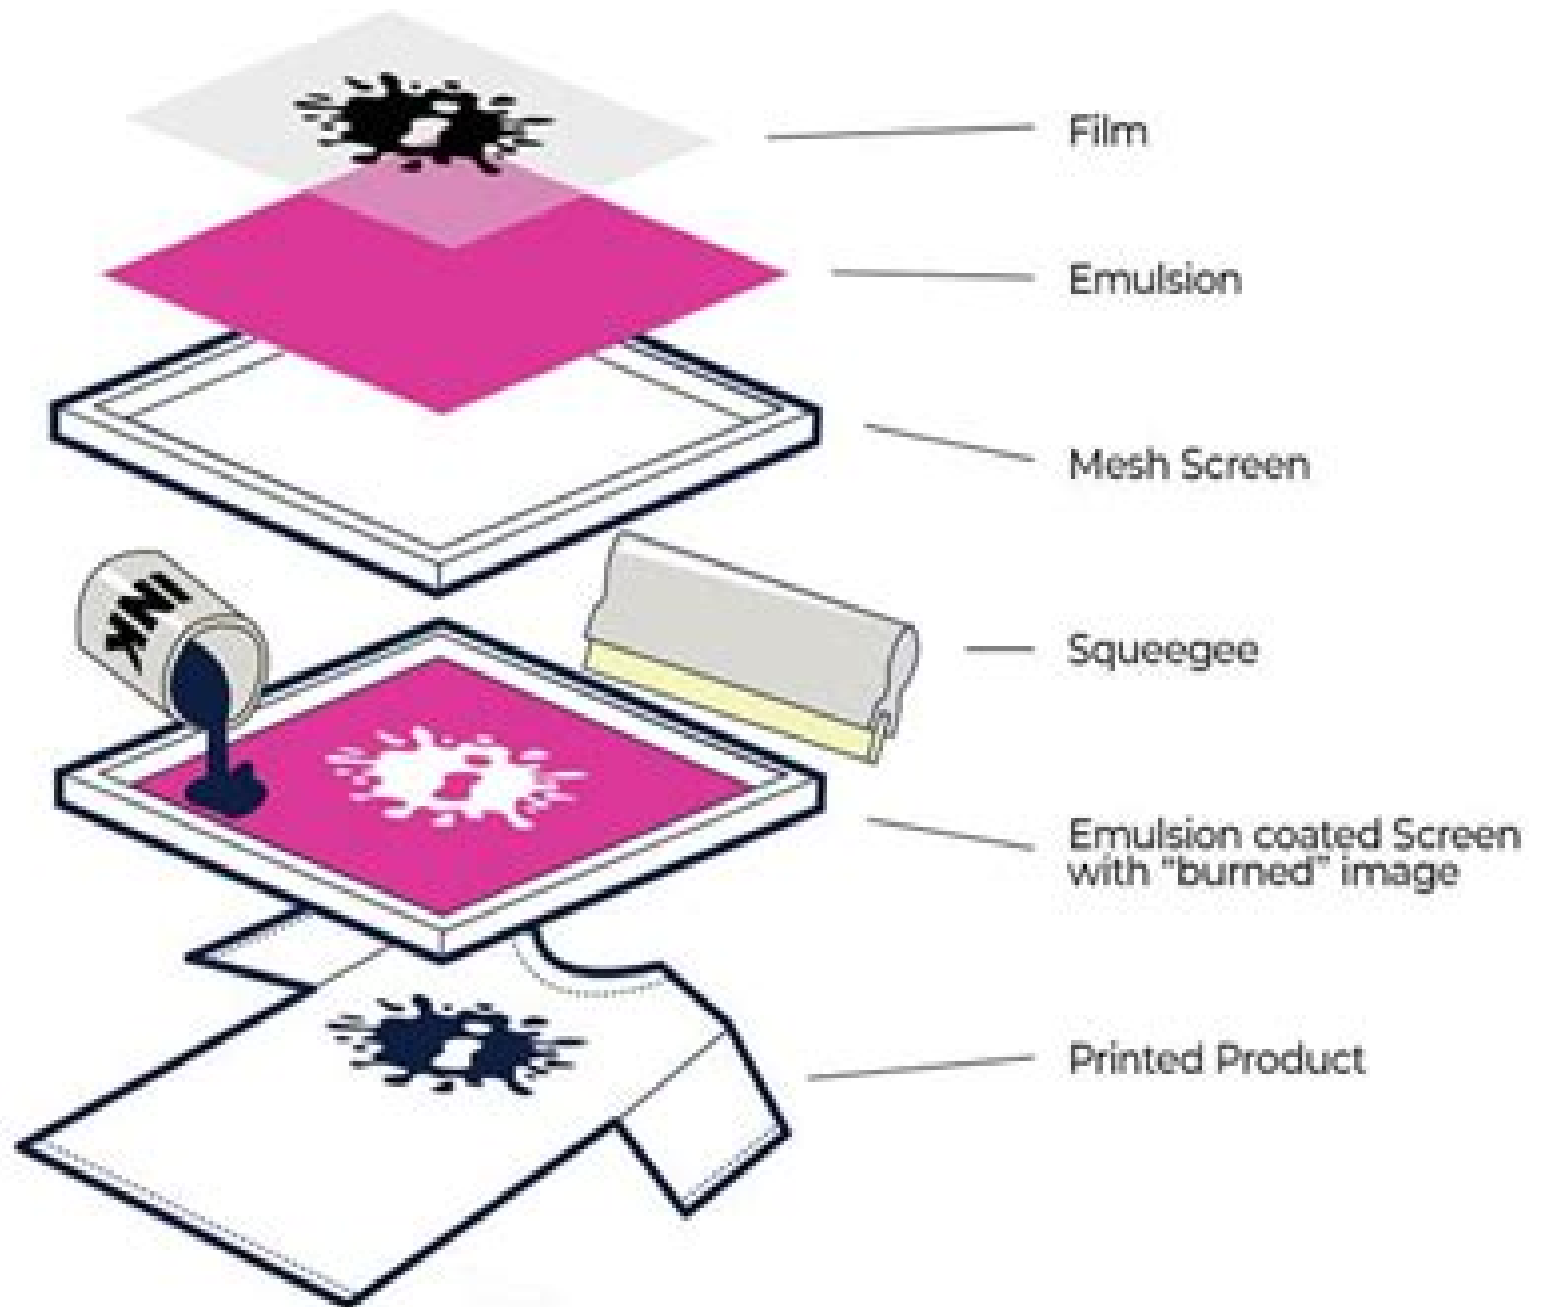 Film
Emulsion
Mesh Screen
INK
Squeegee
Emulsion coated Screen
with "burned" image
Printed Product